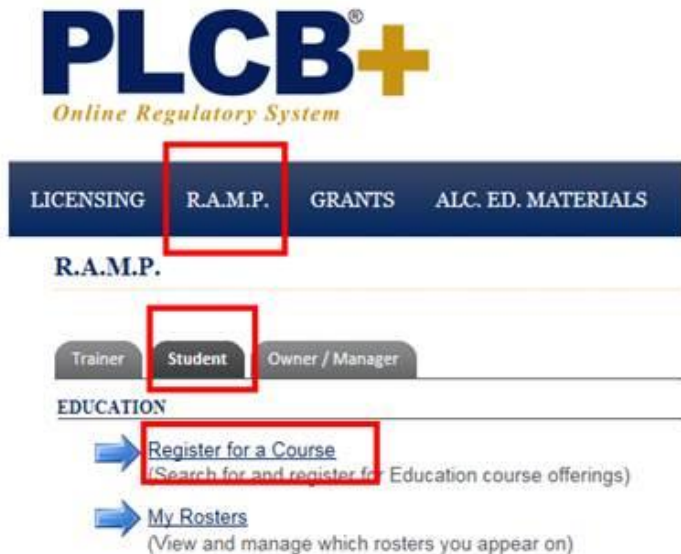 PLCB®+
Online Regulatory System
LICENSING R.A.M.P. GRANTS ALC. ED. MATERIALS
R.A.M.P.
Trainer Student Owner / Manager
EDUCATION
Register for a Course
(Search for and register for Education course offerings)
My Rosters
(View and manage which rosters you appear on)